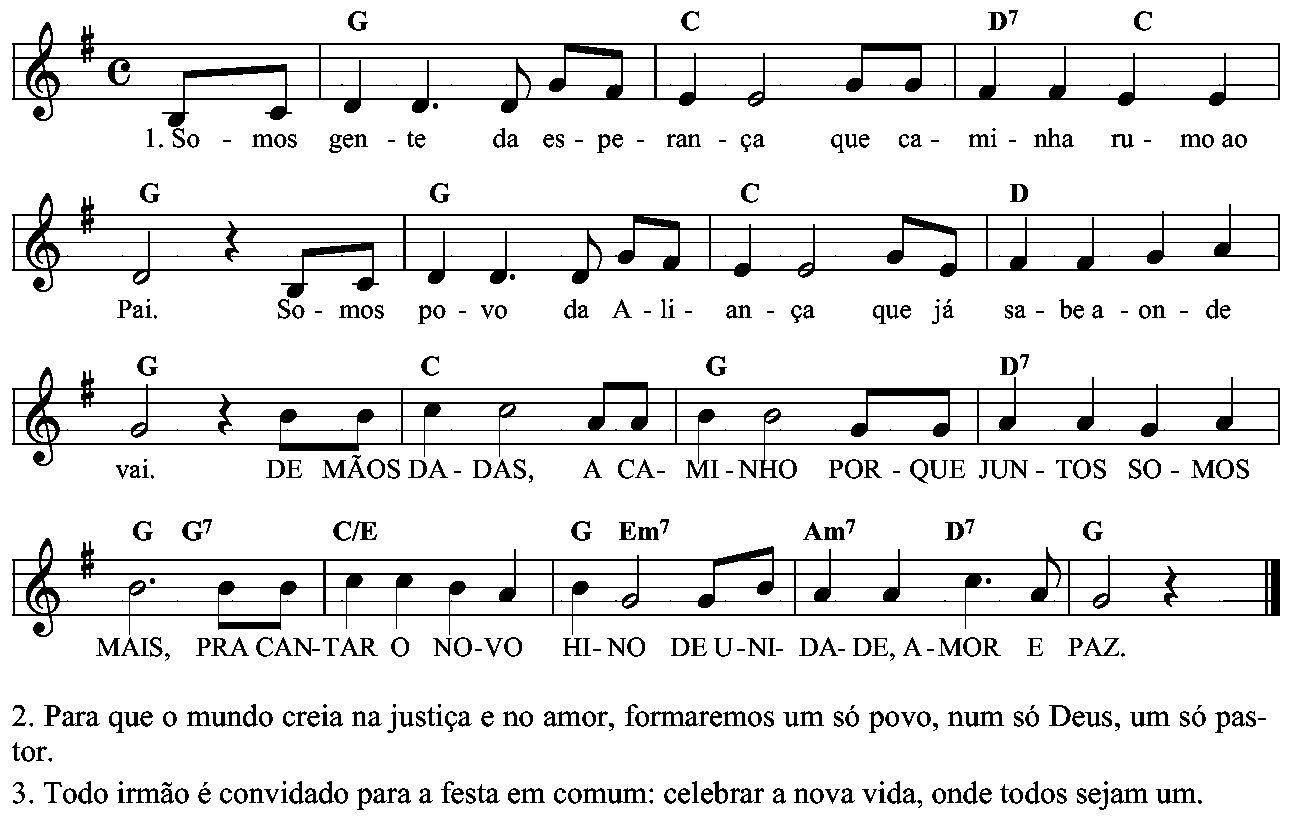 G C D7 C
1. So - mos gen - te da es - pe - ran - ça que ca - mi - nha ru - mo ao
G G C D
Pai. So - mos po - vo da A - li - an - ça que já sa - be a - on - de
G C G D7
vai. DE MÃOS DA - DAS, A CA - MI - NHO POR - QUE JUN - TOS SO - MOS
G G7 C/E G Em7 Am7 D7 G
MAIS, PRA CAN - TAR O NO - VO HI - NO DE U - NI - DA - DE, A - MOR E PAZ.
2. Para que o mundo creia na justiça e no amor, formaremos um só povo, num só Deus, um só pas-
tor.
3. Todo irmão é convidado para a festa em comum: celebrar a nova vida, onde todos sejam um.